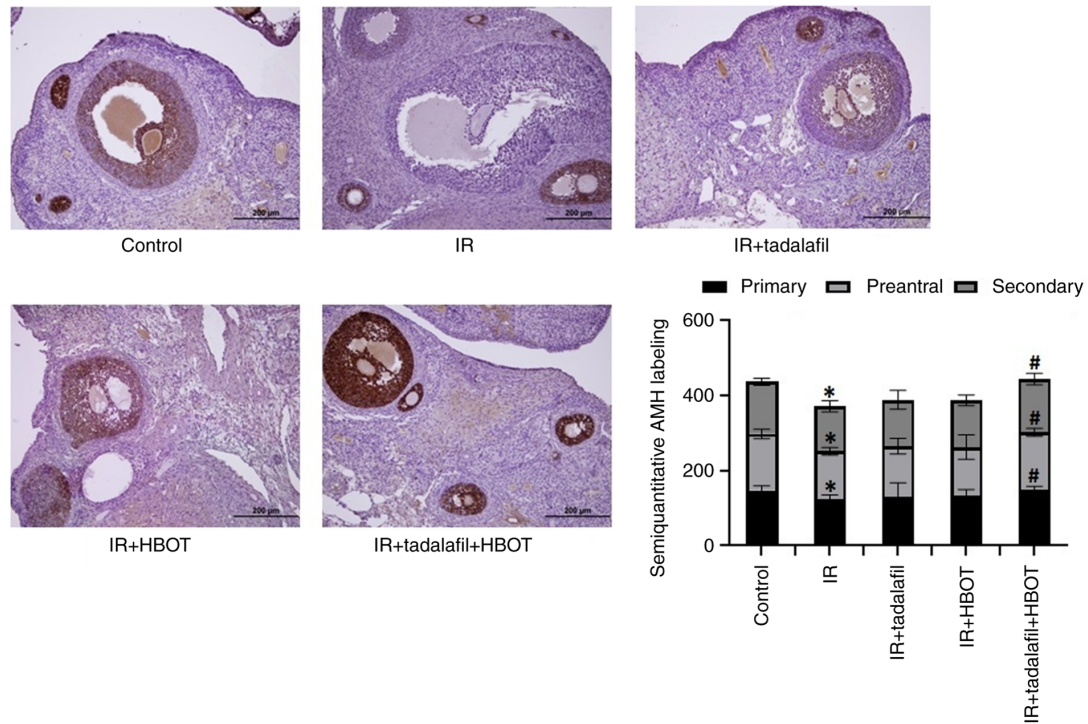 200 µm
200 µm
200 µm
Control
IR
IR+tadalafil
200 µm
200 µm
IR+HBOT
IR+tadalafil+HBOT
Primary
Preantral
Secondary
Semiquantitative AMH labeling
600
400
200
0
*
*
*
#
#
#
Control
IR
IR+tadalafil
IR+HBOT
IR+tadalafil+HBOT